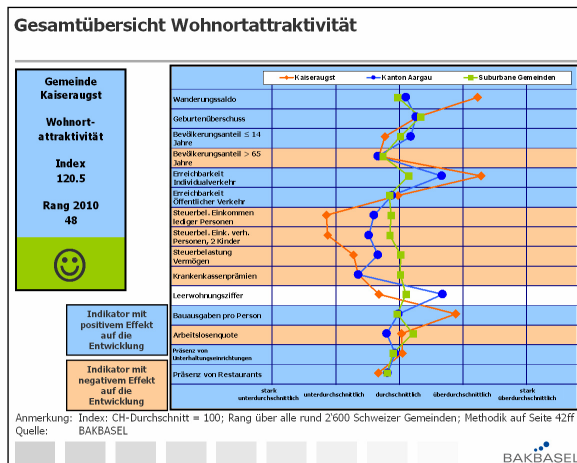 Gesamtübersicht Wohnortattraktivität
Gemeinde
Kaiseraugst
Wohnort-
attraktivität
Index
120.5
Rang 2010
48
Kaiseraugst
Kanton Aargau
Suburbane Gemeinden
Wanderungssaldo
Geburtenüberschuss
Bevölkerungsanteil ≤ 14
Jahre
Bevölkerungsanteil > 65
Jahre
Erreichbarkeit
Individualverkehr
Erreichbarkeit
Öffentlicher Verkehr
Steuerbel. Einkommen
lediger Personen
Steuerbel. Eink. verh.
Personen, 2 Kinder
Steuerbelastung
Vermögen
Krankenkassenprämien
Leerwohnungsziffer
Bauausgaben pro Person
Arbeitslosenquote
Präsenz von
Unterhaltungseinrichtungen
Präsenz von Restaurants
Indikator mit
positivem Effekt
auf die
Entwicklung
Indikator mit
negativem Effekt
auf die
Entwicklung
stark
unterdurchschnittlich
unterdurchschnittlich
durchschnittlich
überdurchschnittlich
stark
überdurchschnittlich
Anmerkung: Index: CH-Durchschnitt = 100; Rang über alle rund 2'600 Schweizer Gemeinden; Methodik auf Seite 42ff
Quelle: BAKBASEL
BAKBASEL